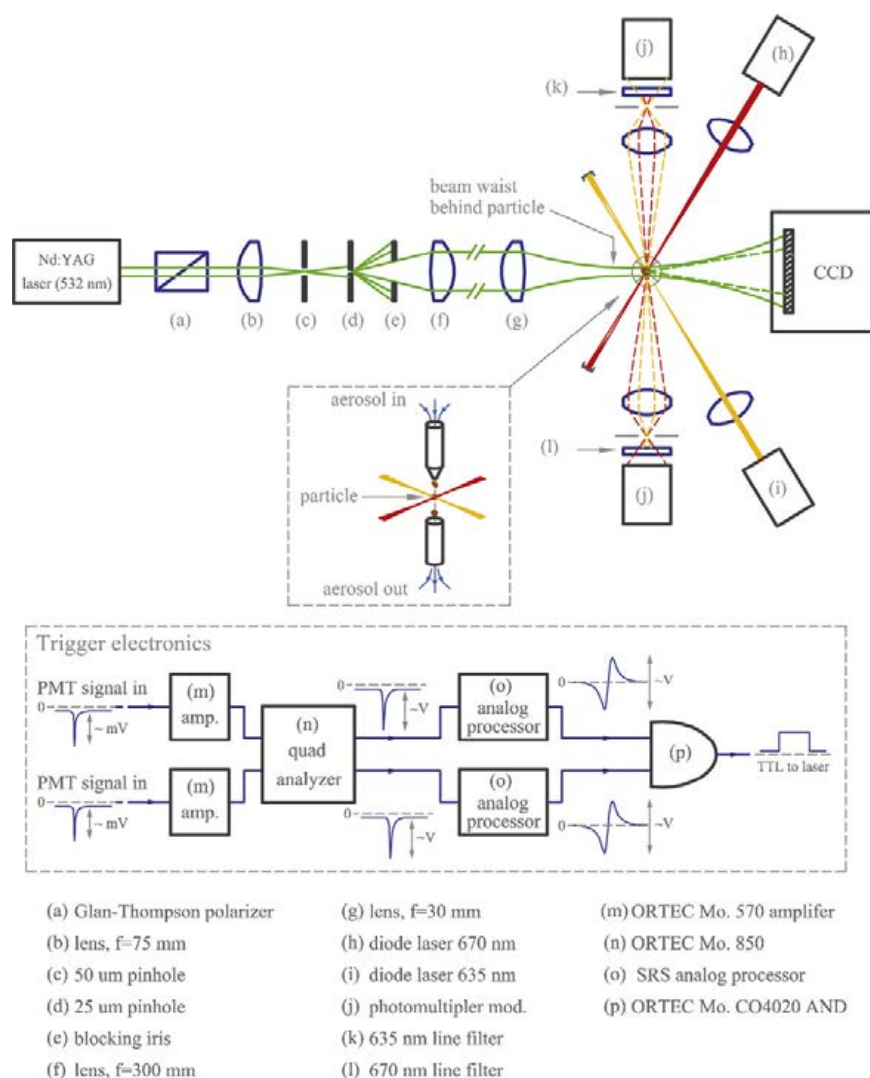 (j)
(h)
(k)
beam waist
behind particle
Nd:YAG
laser (532 nm)
CCD
(a)
(b)
(c)
(d)
(e)
(f)
(g)
aerosol in
(l)
particle
(j)
(i)
aerosol out
Trigger electronics
PMT signal in
0
~ mV
(m)
amp.
(n)
quad
analyzer
0
~V
(o)
analog
processor
0
~V
(p)
TTL to laser
PMT signal in
0
~ mV
(m)
amp.
0
~V
(o)
analog
processor
0
~V
(a) Glan-Thompson polarizer
(b) lens, f=75 mm
(c) 50 um pinhole
(d) 25 um pinhole
(e) blocking iris
(f) lens, f=300 mm
(g) lens, f=30 mm
(h) diode laser 670 nm
(i) diode laser 635 nm
(j) photomultipler mod.
(k) 635 nm line filter
(l) 670 nm line filter
(m) ORTEC Mo. 570 amplifer
(n) ORTEC Mo. 850
(o) SRS analog processor
(p) ORTEC Mo. CO4020 AND